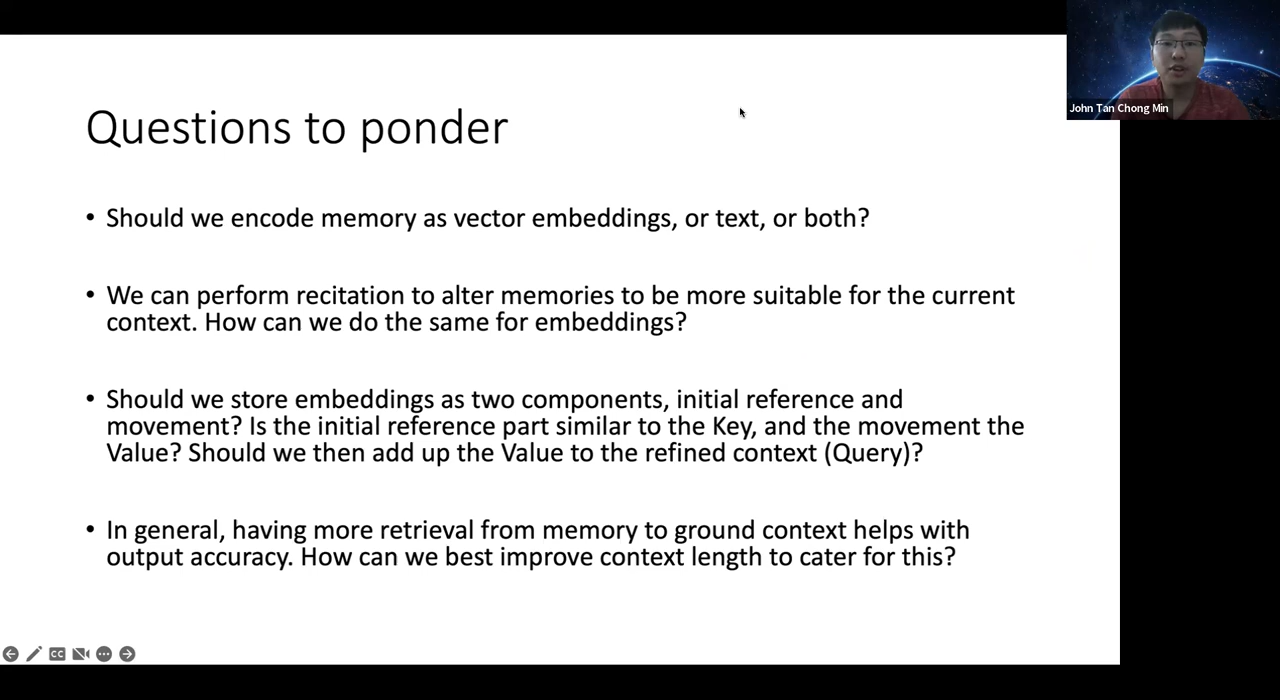 John Tan Chong Min
Questions to ponder
• Should we encode memory as vector embeddings, or text, or both?
• We can perform recitation to alter memories to be more suitable for the current
context. How can we do the same for embeddings?
• Should we store embeddings as two components, initial reference and
movement? Is the initial reference part similar to the Key, and the movement the
Value? Should we then add up the Value to the refined context (Query)?
• In general, having more retrieval from memory to ground context helps with
output accuracy. How can we best improve context length to cater for this?
CC